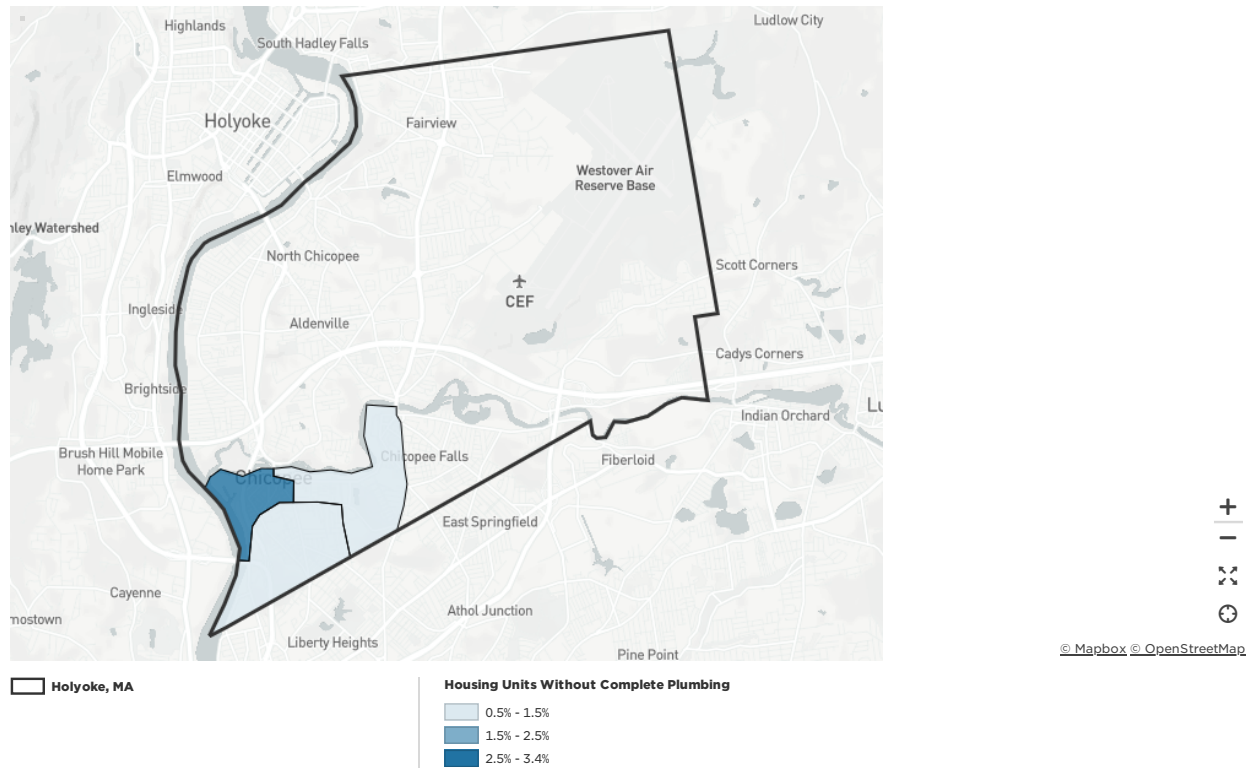 Highlands
South Hadley Falls
Ludlow City
Holyoke
Fairview
Elmwood
Westover Air
Reserve Base
nley Watershed
North Chicopee
Scott Corners
CEF
Ingleside
Aldenville
Cadys Corners
Brightside
Indian Orchard
Lu
Brush Hill Mobile
Home Park
Chicopee Falls
Fiberloid
Chicopee
East Springfield
Cayenne
Athol Junction
mostown
Liberty Heights
Pine Point
© Mapbox © OpenStreetMap
Holyoke, MA
Housing Units Without Complete Plumbing
0.5% - 1.5%
1.5% - 2.5%
2.5% - 3.4%